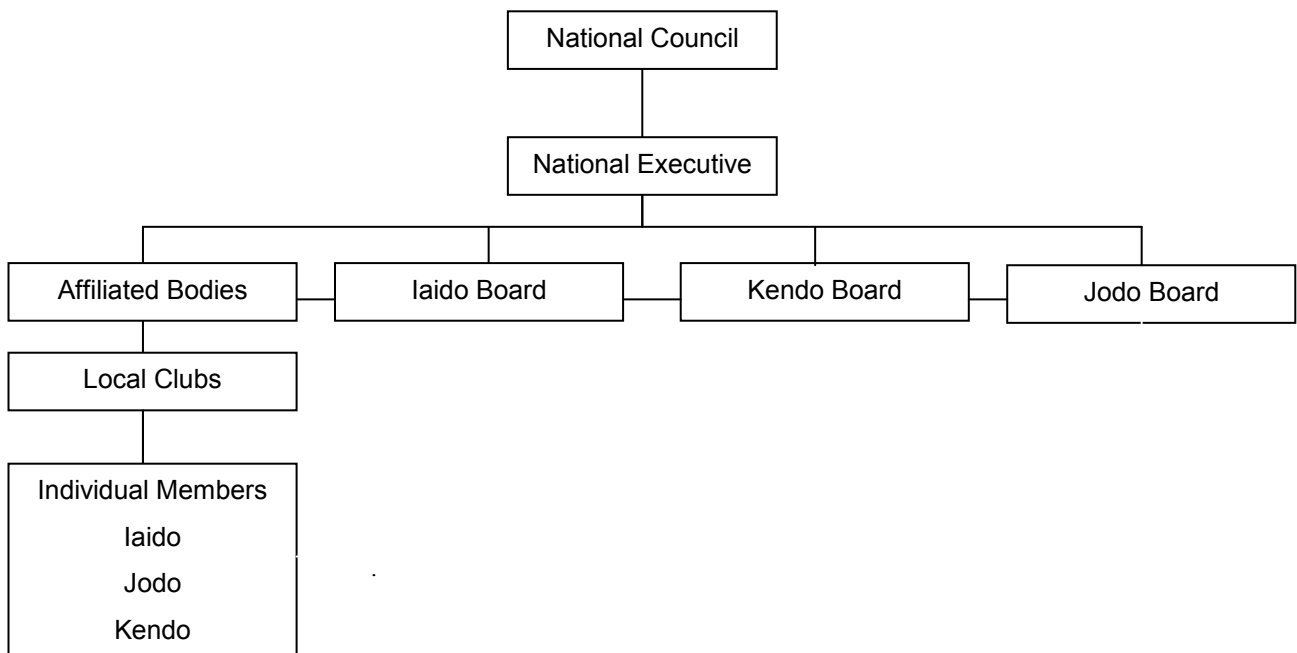 National Council
National Executive
Affiliated Bodies
Iaido Board
Kendo Board
Jodo Board
Local Clubs
Individual Members
Iaido
Jodo
Kendo